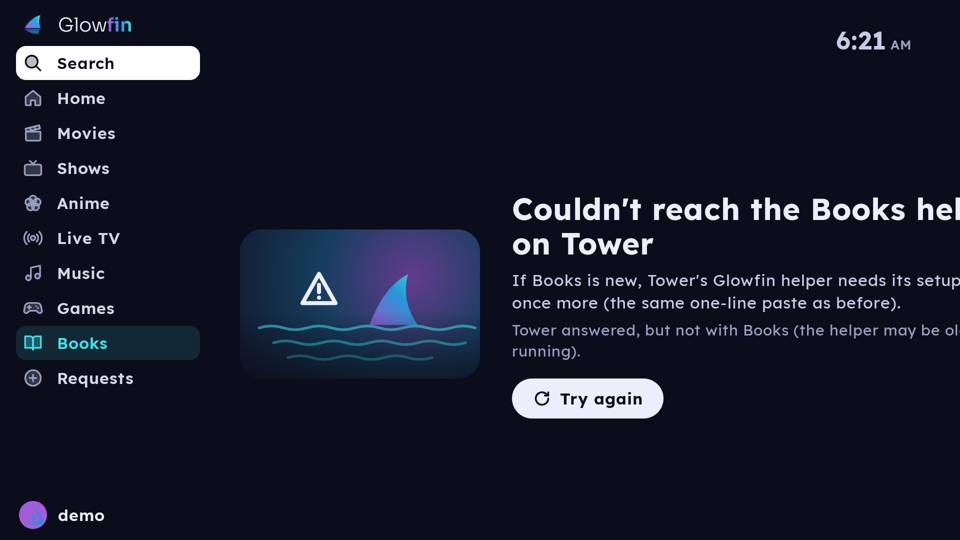 Glowfin
6:21 AM
Search
Home
Movies
Shows
Anime
Live TV
Music
Games
Books
Requests
demo
Couldn't reach the Books
on Tower
If Books is new, Tower's Glowfin helper needs its setup
once more (the same one-line paste as before).
Tower answered, but not with Books (the helper may be
running).
Try again